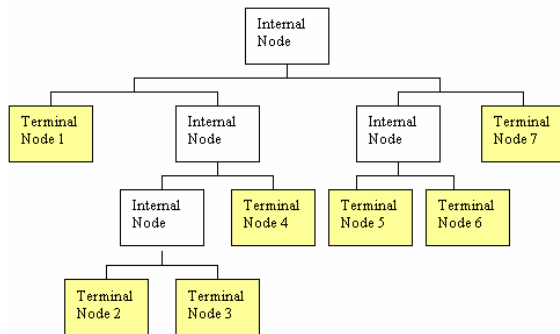 Internal
Node
Terminal
Node 1
Internal
Node
Internal
Node
Terminal
Node 7
Internal
Node
Terminal
Node 4
Terminal
Node 5
Terminal
Node 6
Terminal
Node 2
Terminal
Node 3